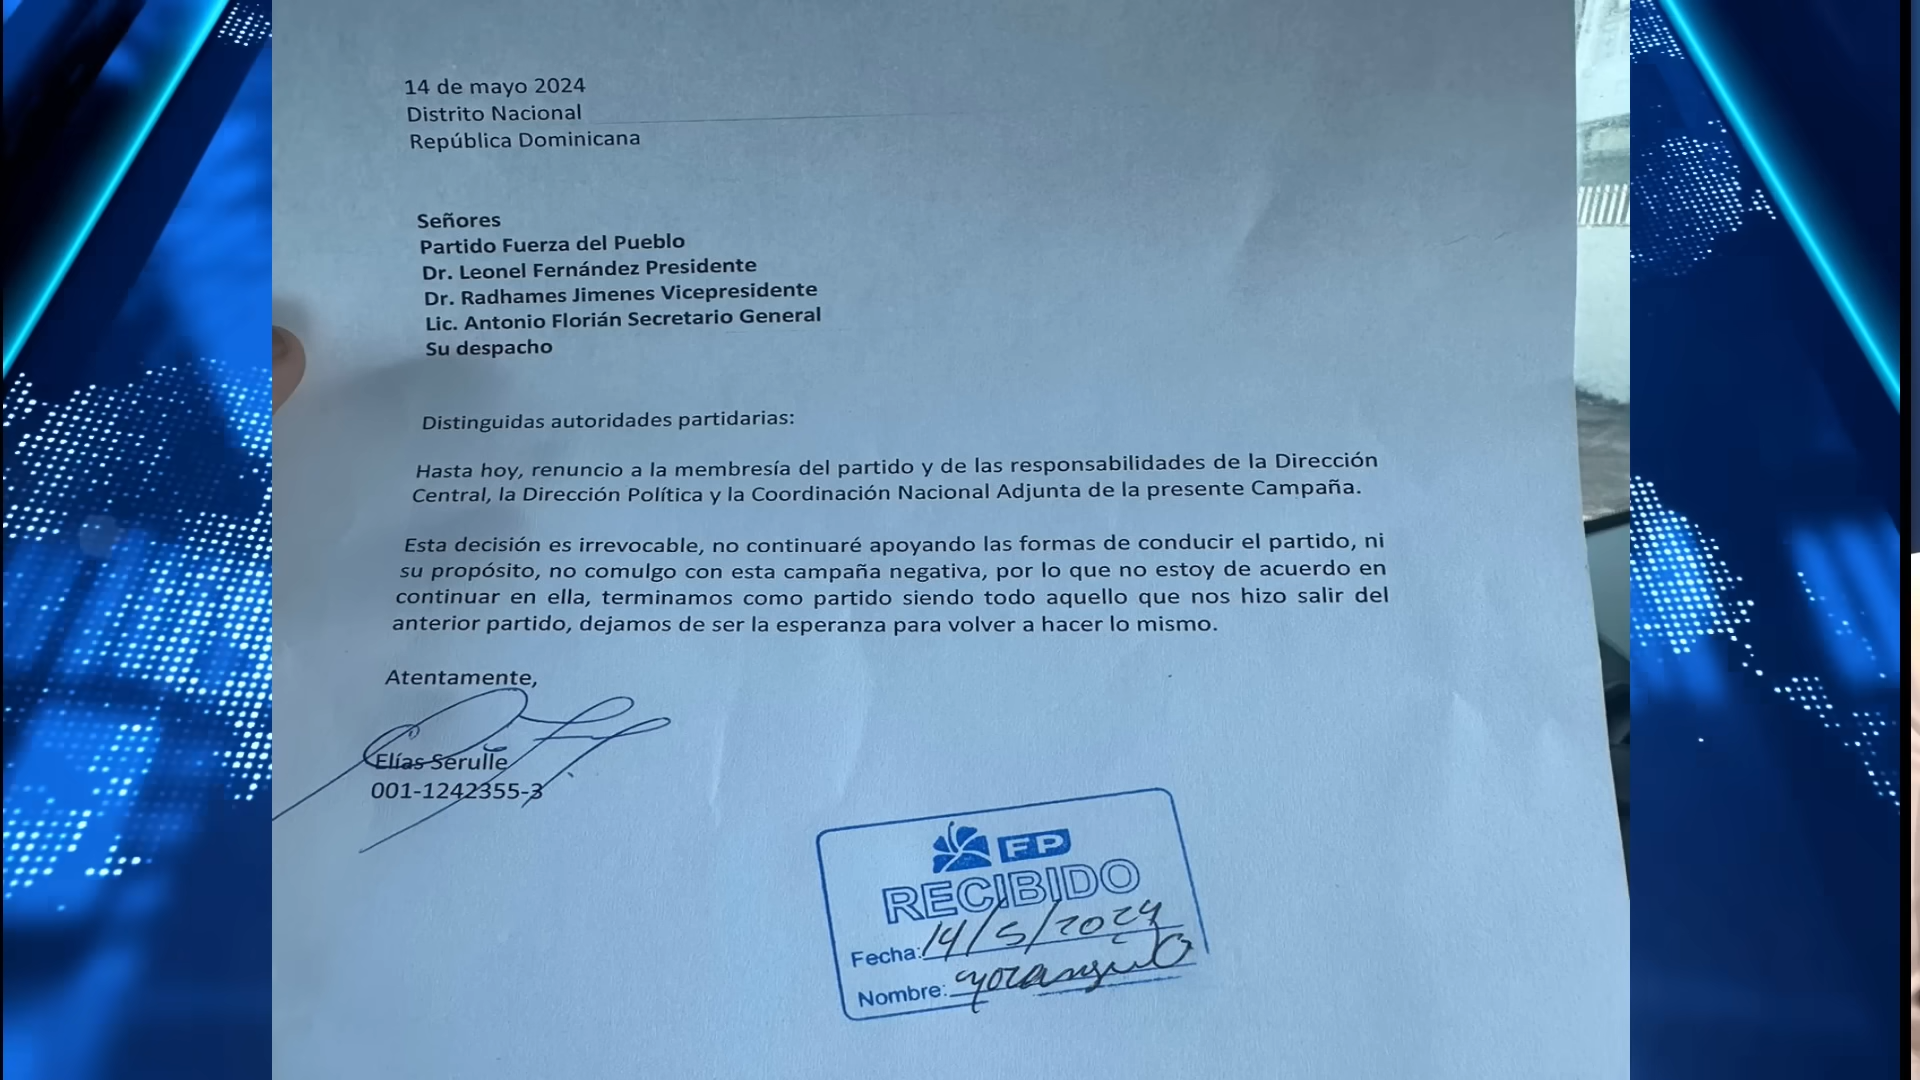 14 de mayo 2024
Distrito Nacional
República Dominicana
Señores
Partido Fuerza del Pueblo
Dr. Leonel Fernández Presidente
Dr. Radhames Jimenes Vicepresidente
Lic. Antonio Florián Secretario General
Su despacho
Distinguidas autoridades partidarias:
Hasta hoy, renuncio a la membresía del partido y de las responsabilidades de la Dirección
Central, la Dirección Política y la Coordinación Nacional Adjunta de la presente Campaña.
Esta decisión es irrevocable, no continuaré apoyando las formas de conducir el partido, ni
su propósito, no comulgo con esta campaña negativa, por lo que no estoy de acuerdo en
continuar en ella, terminamos como partido siendo todo aquello que nos hizo salir del
anterior partido, dejamos de ser la esperanza para volver a hacer lo mismo.
Atentamente,
Elías Serulle
001-1242355-3
FP
RECIBIDO
Fecha: 14/5/2024
Nombre: